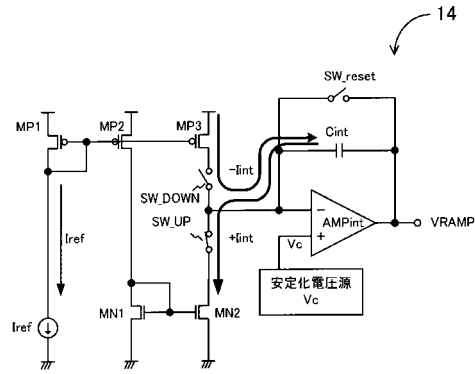 14
SW_reset
MP1
MP2
MP3
Cint
-Iint
SW_DOWN
SW_UP
AMPint
VRAMP
Iref
+Iint
Vc
安定化電圧源
Vc
MN1
MN2
Iref